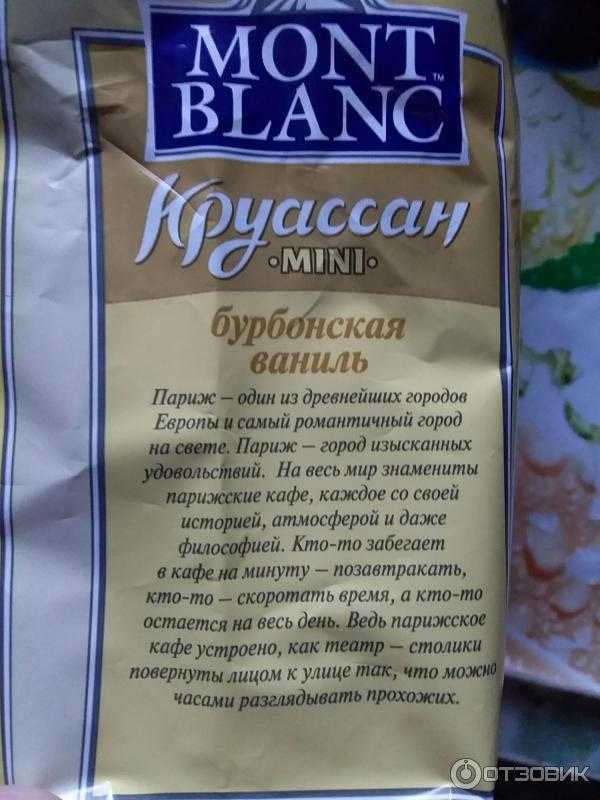 MONT
BLANC™
Круассан
·MINI·
бурбонская
ваниль
Париж – один из древнейших городов
Европы и самый романтичный город
на свете. Париж – город изысканных
удовольствий. На весь мир знамениты
парижские кафе, каждое со своей
историей, атмосферой и даже
философией. Кто-то забегает
в кафе на минуту – позавтракать,
кто-то – скоротать время, а кто-то
остается на весь день. Ведь парижское
кафе устроено, как театр – столики
повернуты лицом к улице так, что можно
часами разглядывать прохожих.
ОТЗОВИК